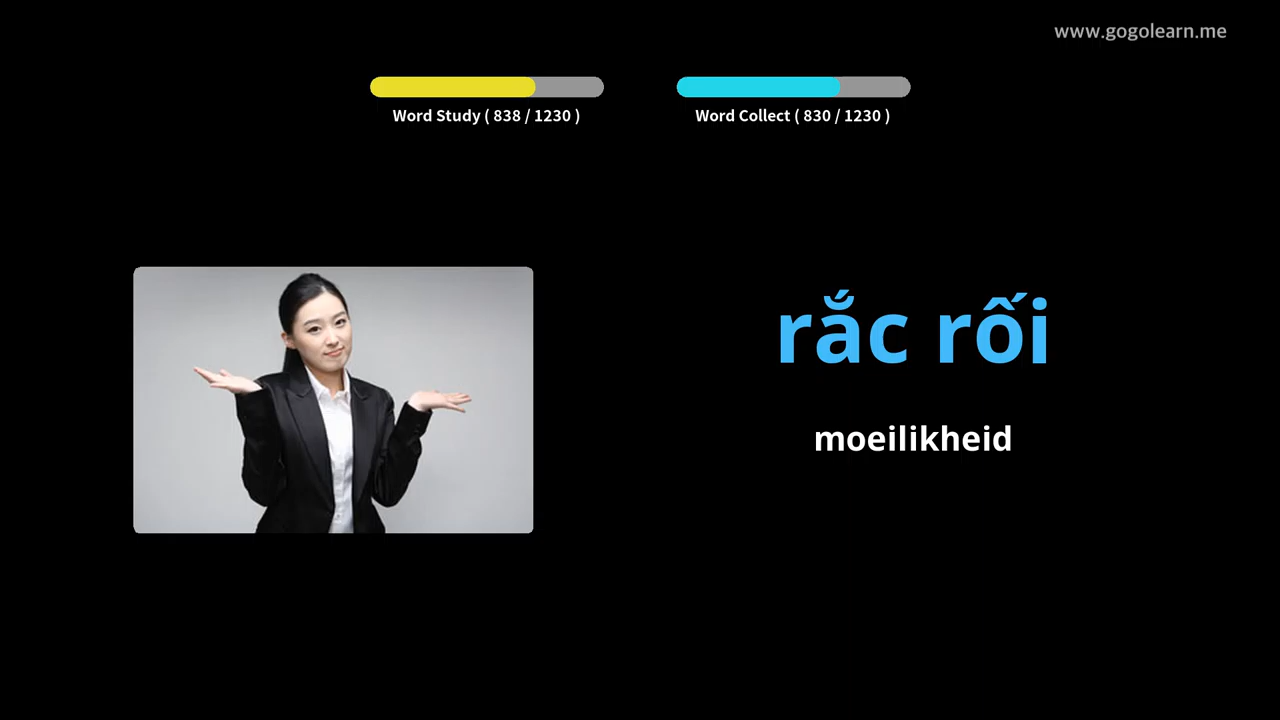 www.gogolearn.me
Word Study ( 838 / 1230 )
Word Collect ( 830 / 1230 )
rắc rối
moeilikheid